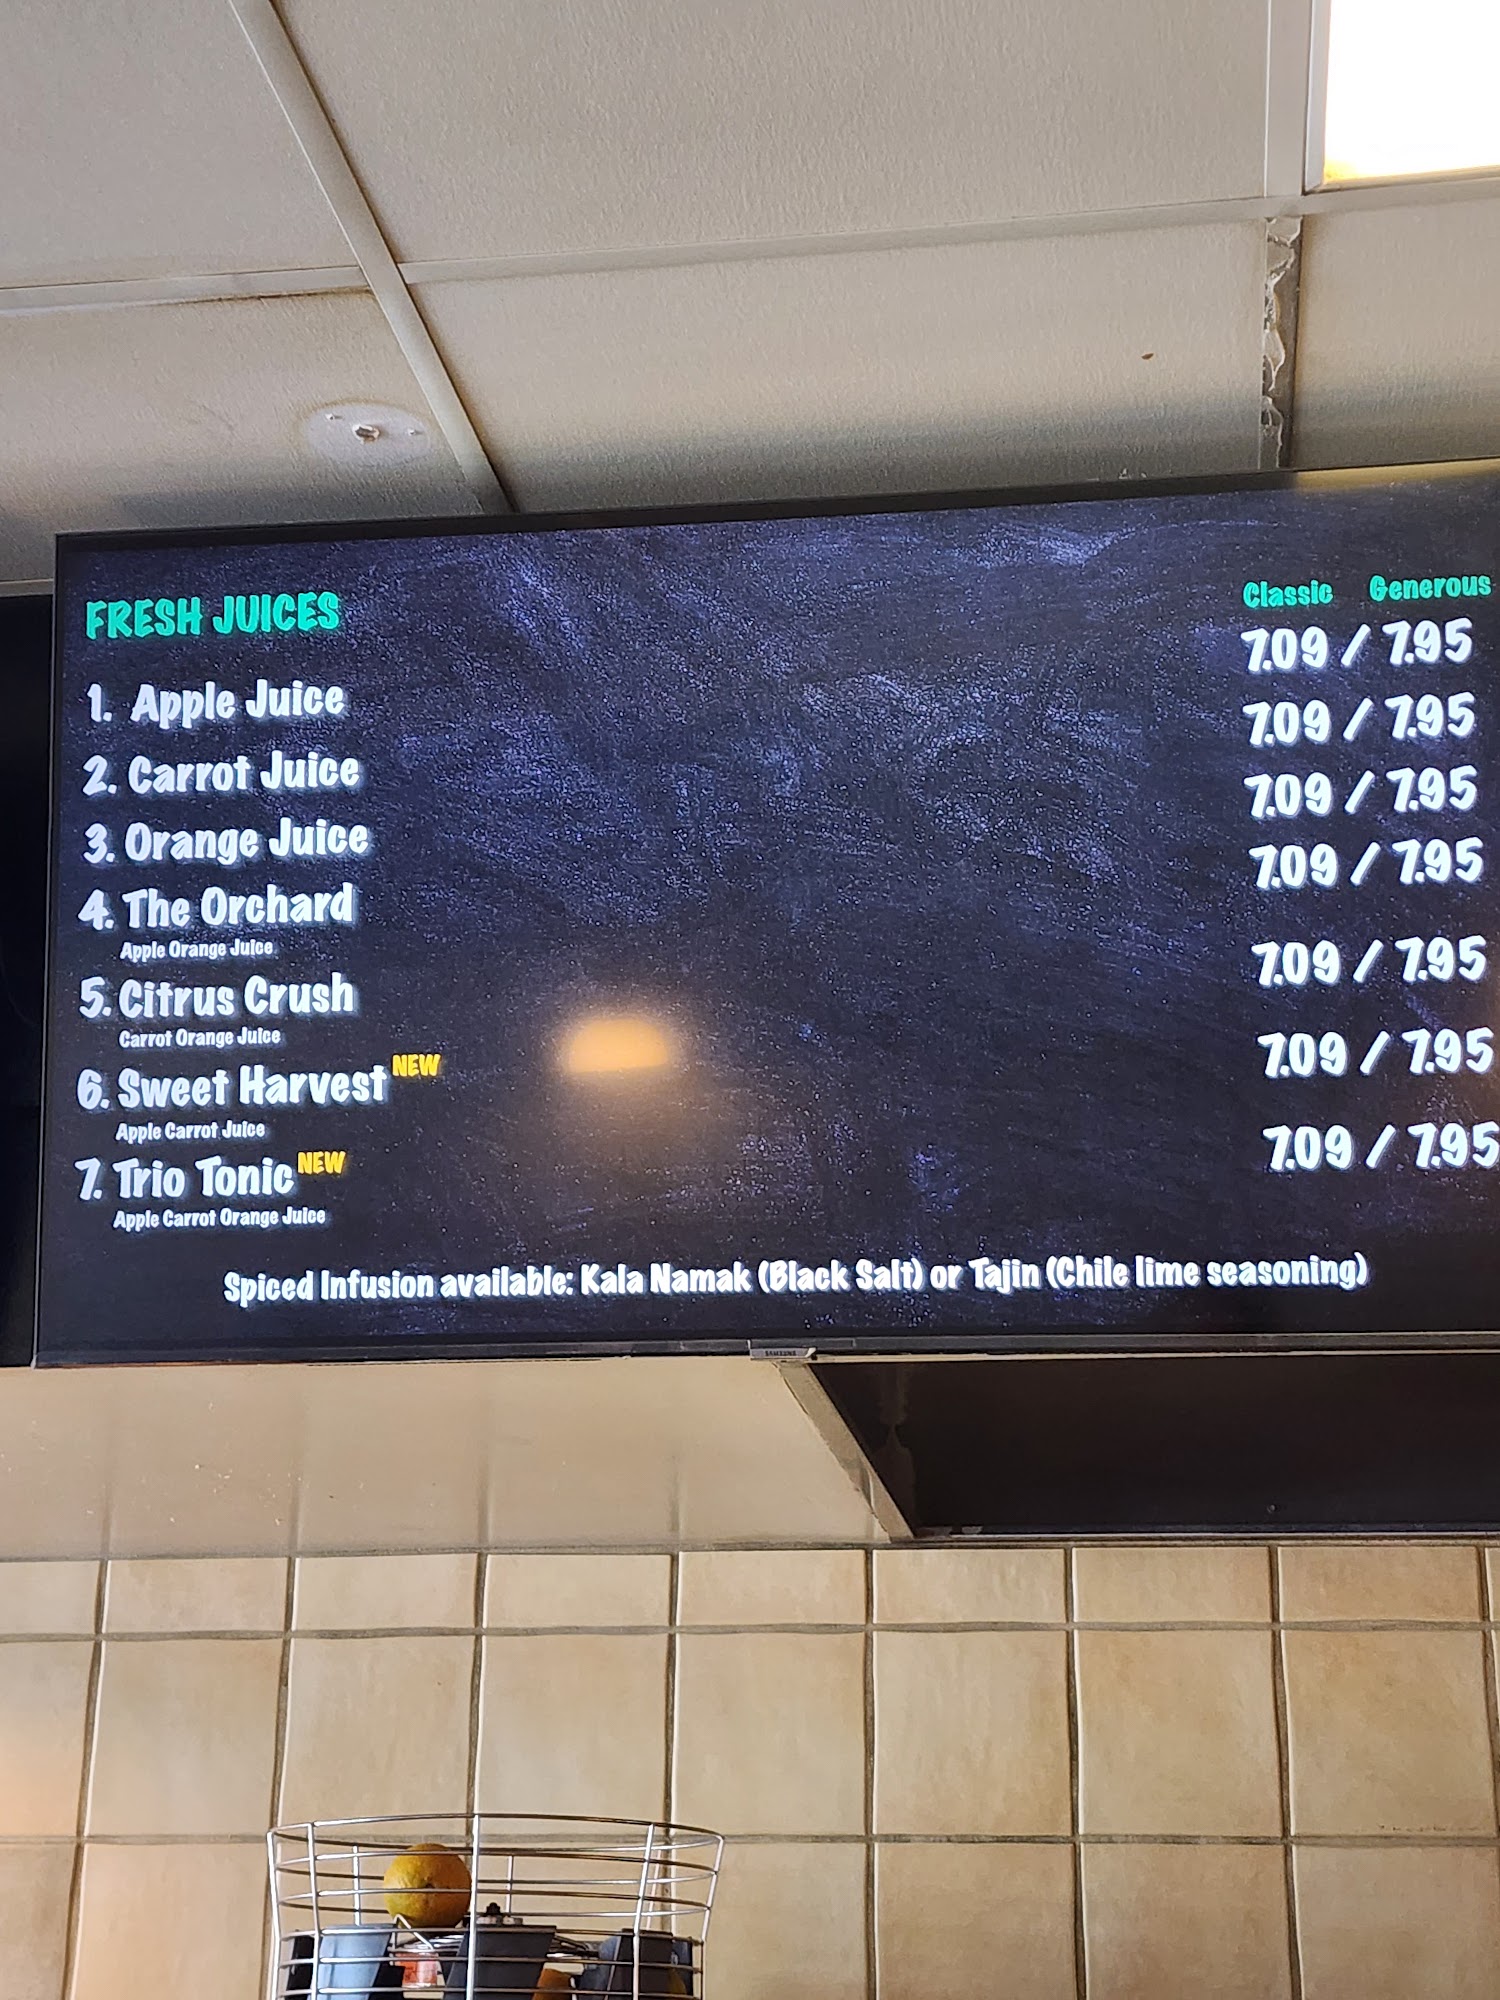 FRESH JUICES
Classic Generous
7.09 / 7.95
1. Apple Juice
7.09 / 7.95
2. Carrot Juice
7.09 / 7.95
3. Orange Juice
7.09 / 7.95
4. The Orchard
Apple Orange Juice
7.09 / 7.95
5. Citrus Crush
Carrot Orange Juice
7.09 / 7.95
6. Sweet Harvest NEW
Apple Carrot Juice
7.09 / 7.95
7. Trio Tonic NEW
Apple Carrot Orange Juice
Spiced Infusion available: Kala Namak (Black Salt) or Tajin (Chile lime seasoning)
SAMSUNG